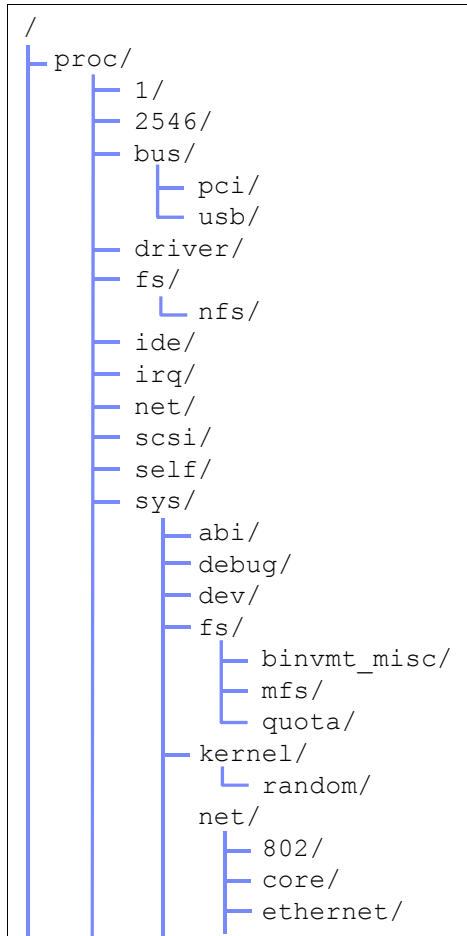 /
proc/
1/
2546/
bus/
pci/
usb/
driver/
fs/
nfs/
ide/
irq/
net/
scsi/
self/
sys/
abi/
debug/
dev/
fs/
binvmt_misc/
mfs/
quota/
kernel/
random/
net/
802/
core/
ethernet/